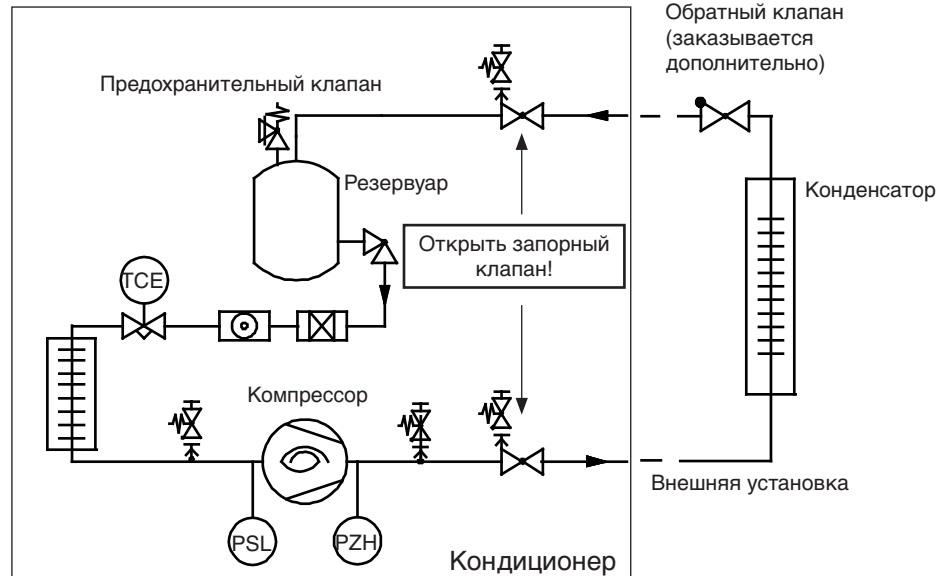 Обратный клапан
(заказывается
дополнительно)
Предохранительный клапан
Резервуар
Конденсатор
Открыть запорный
клапан!
TCE
Компрессор
Внешняя установка
PSL
PZH
Кондиционер